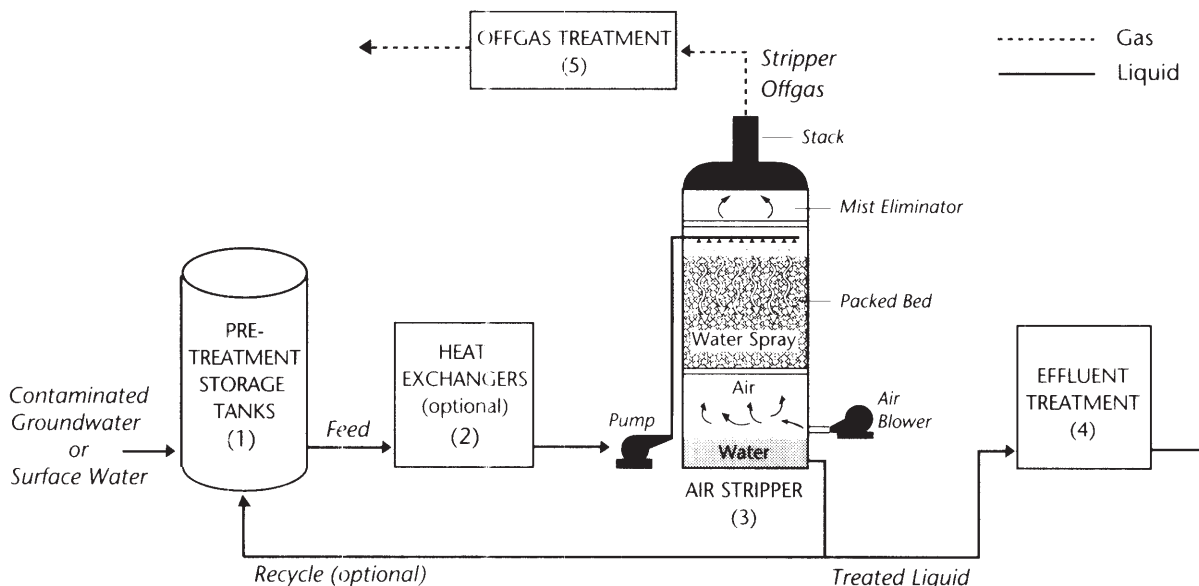 OFFGAS TREATMENT
(5)
Stripper
Offgas
Gas
Liquid
Stack
Mist Eliminator
Packed Bed
Water Spray
Air
Water
Air
Blower
AIR STRIPPER
(3)
Pump
HEAT
EXCHANGERS
(optional)
(2)
Feed
PRE-
TREATMENT
STORAGE
TANKS
(1)
Contaminated
Groundwater
or
Surface Water
EFFLUENT
TREATMENT
(4)
Recycle (optional)
Treated Liquid